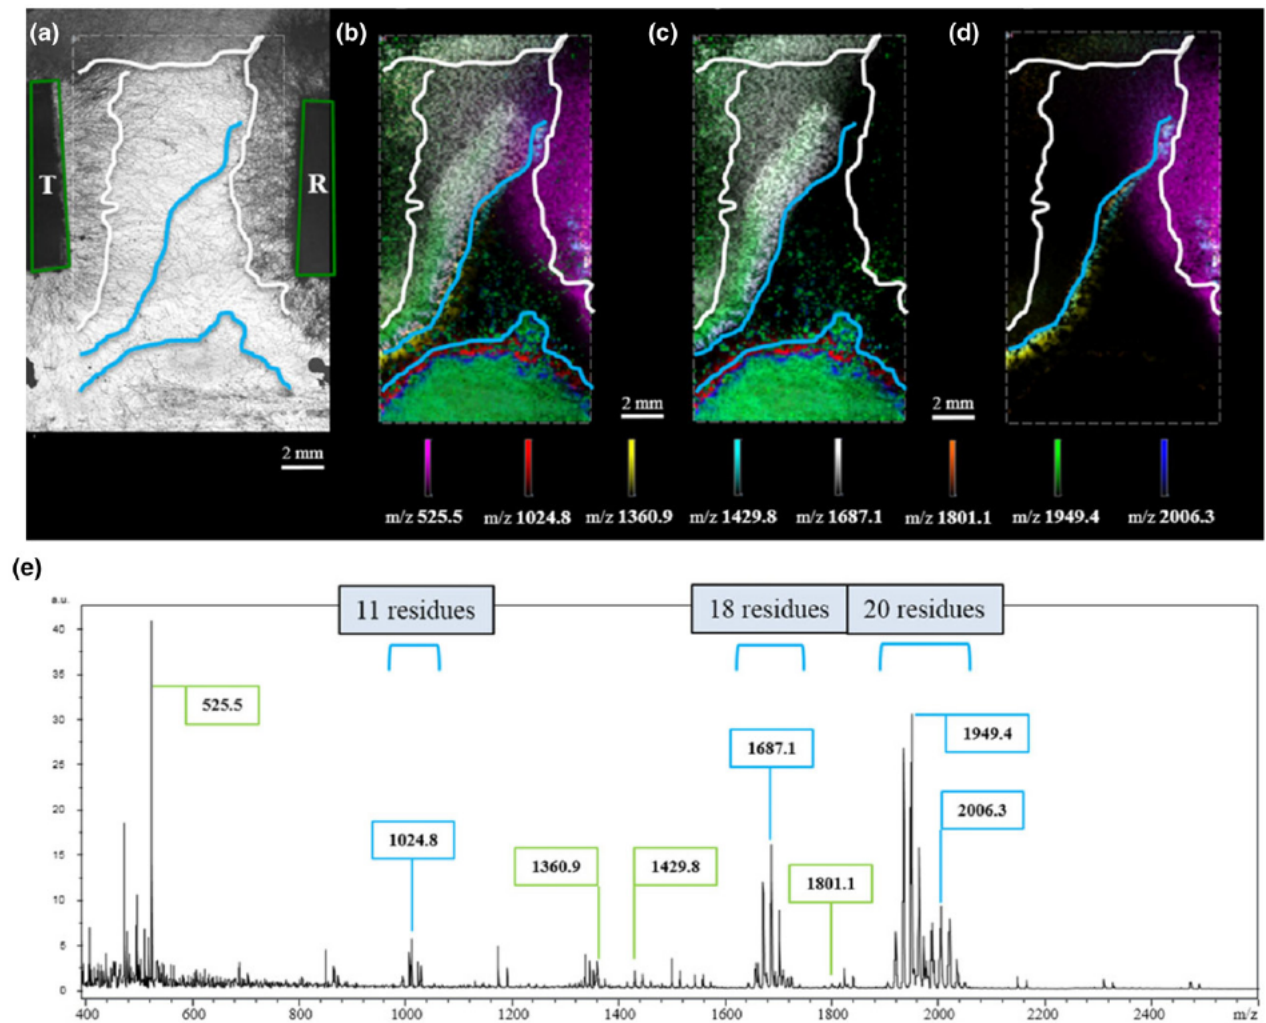 (a) (b) (c) (d)
T R
2 mm 2 mm
2 mm
m/z 525.5 m/z 1024.8 m/z 1360.9 m/z 1429.8 m/z 1687.1 m/z 1801.1 m/z 1949.4 m/z 2006.3
(e)
a.u.
11 residues 18 residues 20 residues
40
35
525.5
30
1949.4
1687.1
25
2006.3
20
1024.8
15
1360.9 1429.8
1801.1
10
5
0
400 600 800 1000 1200 1400 1600 1800 2000 2200 2400 m/z